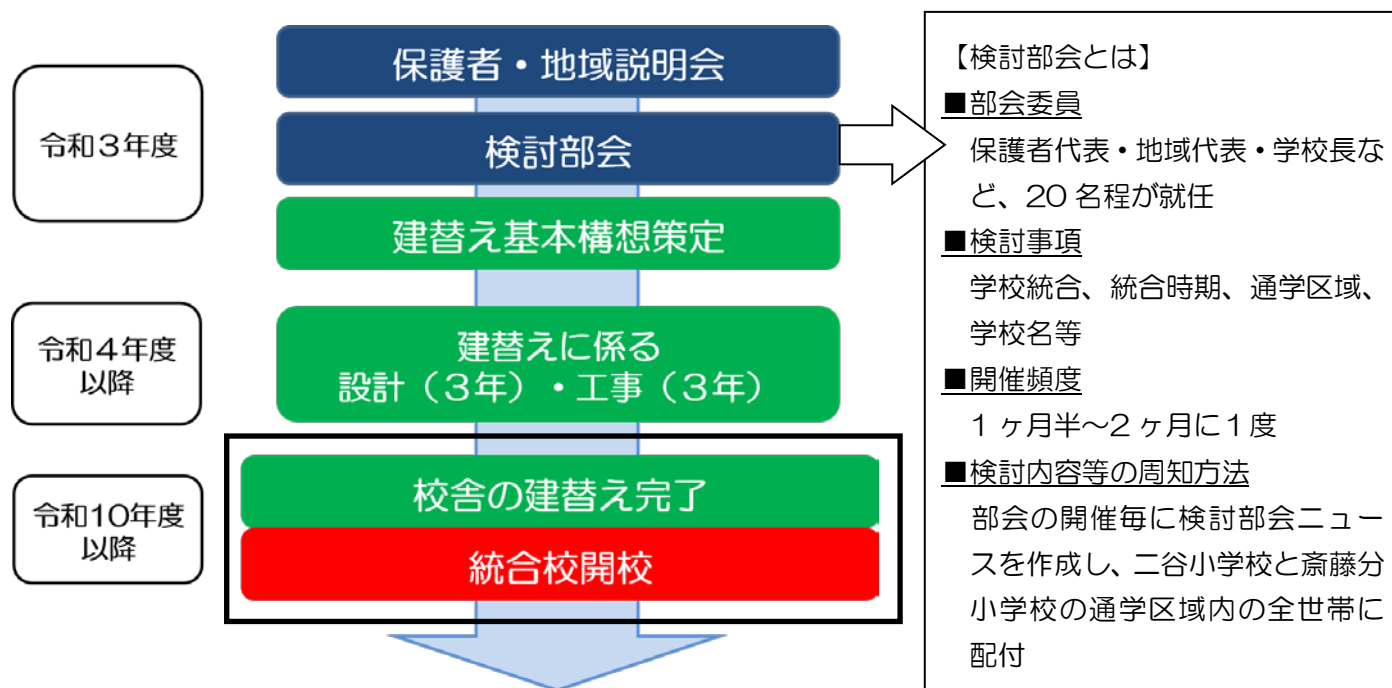 令和3年度
保護者・地域説明会
検討部会
建替え基本構想策定
令和4年度
以降
建替えに係る
設計（3年）・工事（3年）
令和10年度
以降
校舎の建替え完了
統合校開校
【検討部会とは】
■部会委員
保護者代表・地域代表・学校長な
ど、20 名程が就任
■検討事項
学校統合、統合時期、通学区域、
学校名等
■開催頻度
1 ヶ月半～2 ヶ月に1度
■検討内容等の周知方法
部会の開催毎に検討部会ニュー
スを作成し、二谷小学校と斎藤分
小学校の通学区域内の全世帯に
配付